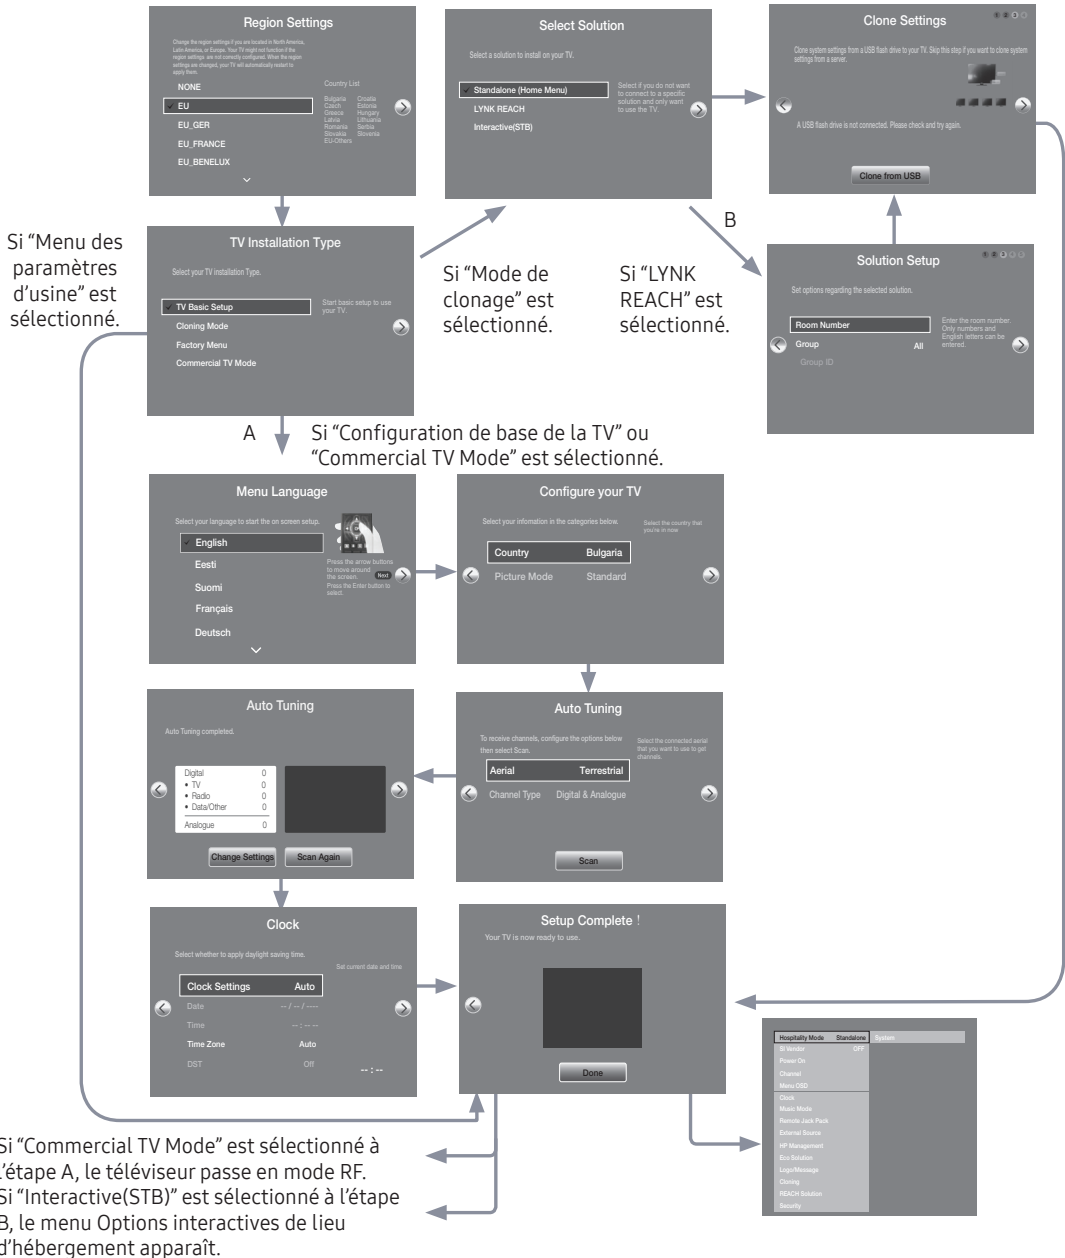 Region Settings
Change the region settings if you are located in North America,
Latin America, or Europe. Your TV might not function if the
region settings are not correctly configured. When the region
settings are changed, your TV will automatically restart to
apply them.
NONE
✓ EU
EU_GER
EU_FRANCE
EU_BENELUX
Country List
Bulgaria Croatia
Czech Estonia
Greece Hungary
Latvia Lithuania
Romania Serbia
Slovakia Slovenia
EU-Others
Select Solution
Select a solution to install on your TV.
✓ Standalone (Home Menu)
LYNK REACH
Interactive(STB)
Select if you do not want
to connect to a specific
solution and only want
to use the TV.
Clone Settings
1 2 3 4
Clone system settings from a USB flash drive to your TV. Skip this step if you want to clone system
settings from a server.
A USB flash drive is not connected. Please check and try again.
Clone from USB
Si “Menu des
paramètres
d’usine” est
sélectionné.
TV Installation Type
Select your TV installation Type.
✓ TV Basic Setup
Cloning Mode
Factory Menu
Commercial TV Mode
Start basic setup to use
your TV.
Si “Mode de
clonage” est
sélectionné.
B
Si “LYNK
REACH” est
sélectionné.
Solution Setup
1 2 3 4 5
Set options regarding the selected solution.
Room Number
Group All
Group ID
Enter the room number.
Only numbers and
English letters can be
entered.
A
Si “Configuration de base de la TV” ou
“Commercial TV Mode” est sélectionné.
Menu Language
Select your language to start the on screen setup.
✓ English
Eesti
Suomi
Français
Deutsch
Press the arrow buttons
to move around
the screen.
Press the Enter button to
select.
Next
Configure your TV
Select your infomation in the categories below.
Country Bulgaria
Picture Mode Standard
Select the country that
you're in now
Auto Tuning
Auto Tuning completed.
Digital 0
• TV 0
• Radio 0
• Data/Other 0
Analogue 0
Change Settings Scan Again
Auto Tuning
To receive channels, configure the options below
then select Scan.
Aerial Terrestrial
Channel Type Digital & Analogue
Select the connected aerial
that you want to use to get
channels.
Scan
Clock
Select whether to apply daylight saving time.
Clock Settings Auto
Date -- / -- / ----
Time -- : -- --
Time Zone Auto
DST Off
Set current date and time
-- : --
Setup Complete !
Your TV is now ready to use.
Done
Hospitality Mode Standalone System
SI Vendor OFF
Power On
Channel
Menu OSD
Clock
Music Mode
Remote Jack Pack
External Source
HP Management
Eco Solution
Logo/Message
Cloning
REACH Solution
Security
Si “Commercial TV Mode” est sélectionné à
l’étape A, le téléviseur passe en mode RF.
Si “Interactive(STB)” est sélectionné à l’étape
B, le menu Options interactives de lieu
d’hébergement apparaît.